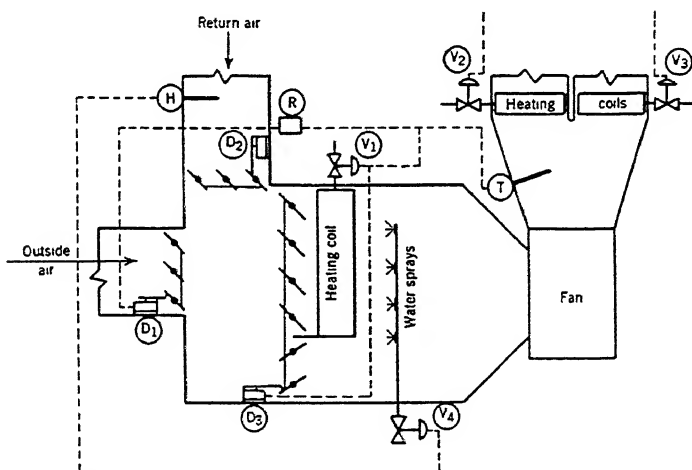 Return air
V2
V3
H
R
Heating
coils
D2
V1
T
Outside
air
Heating coil
Water sprays
Fan
D1
D3
V4